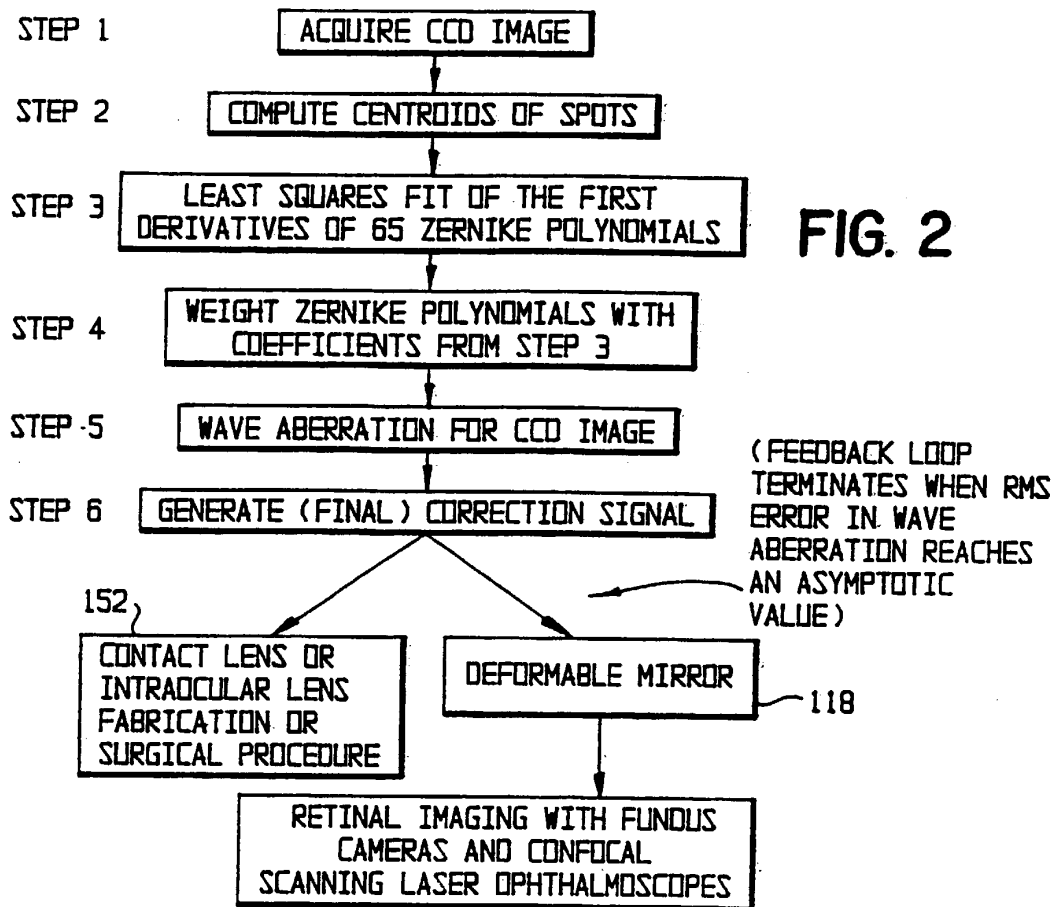 STEP 1
ACQUIRE CCD IMAGE
STEP 2
COMPUTE CENTROIDS OF SPOTS
STEP 3
LEAST SQUARES FIT OF THE FIRST
DERIVATIVES OF 65 ZERNIKE POLYNOMIALS
FIG. 2
STEP 4
WEIGHT ZERNIKE POLYNOMIALS WITH
COEFFICIENTS FROM STEP 3
STEP 5
WAVE ABERRATION FOR CCD IMAGE
STEP 6
GENERATE (FINAL) CORRECTION SIGNAL
(FEEDBACK LOOP
TERMINATES WHEN RMS
ERROR IN WAVE
ABERRATION REACHES
AN ASYMPTOTIC
VALUE)
152
CONTACT LENS OR
INTRAOCULAR LENS
FABRICATION OR
SURGICAL PROCEDURE
DEFORMABLE MIRROR
118
RETINAL IMAGING WITH FUNDUS
CAMERAS AND CONFOCAL
SCANNING LASER OPHTHALMOSCOPES